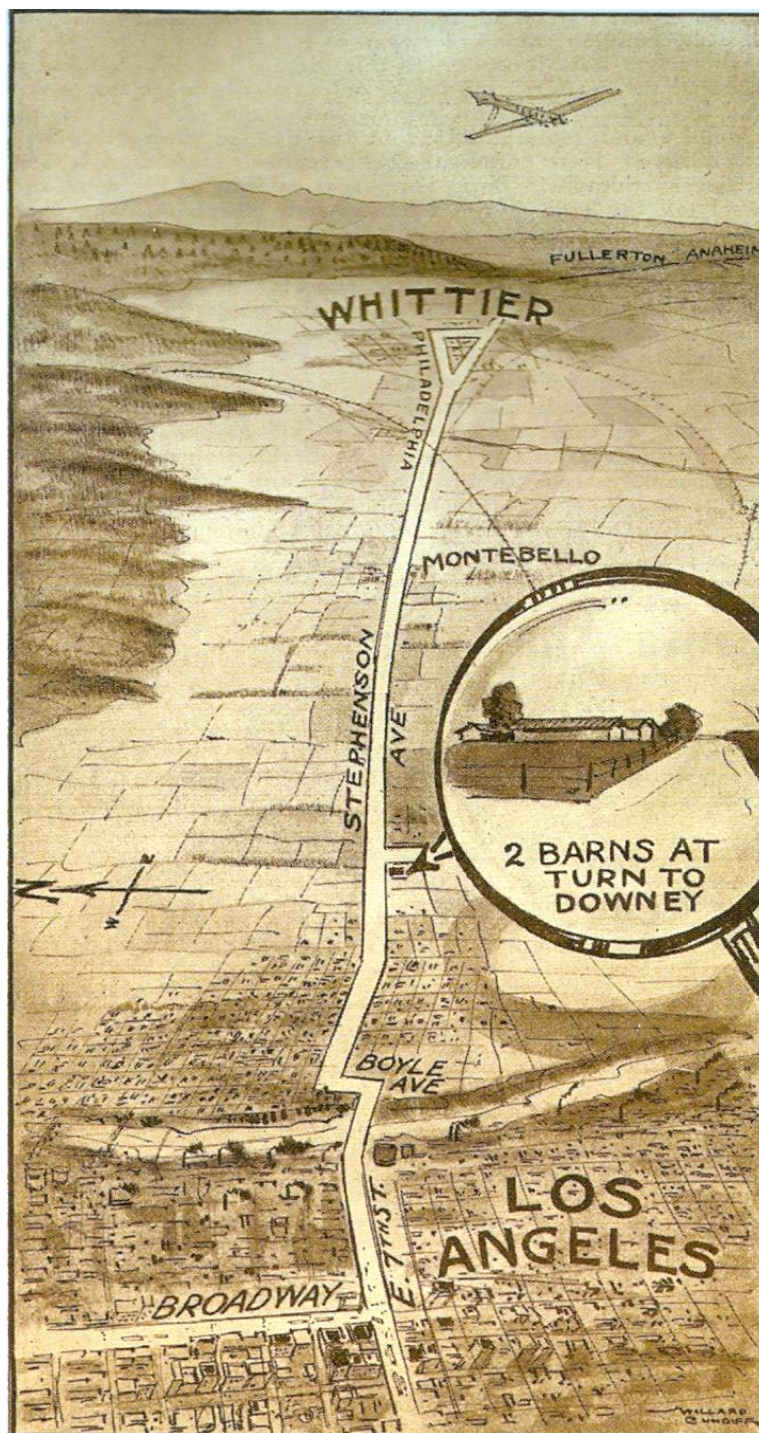 FULLERTON ANAHEIM
WHITTIER
PHILADELPHIA
MONTEBELLO
STEPHENSON
AVE
2 BARNS AT
TURN TO
DOWNEY
N
E
W
BOYLE
AVE
LOS
ANGELES
E. 7TH ST.
BROADWAY
WILLARD
CUNDIFF